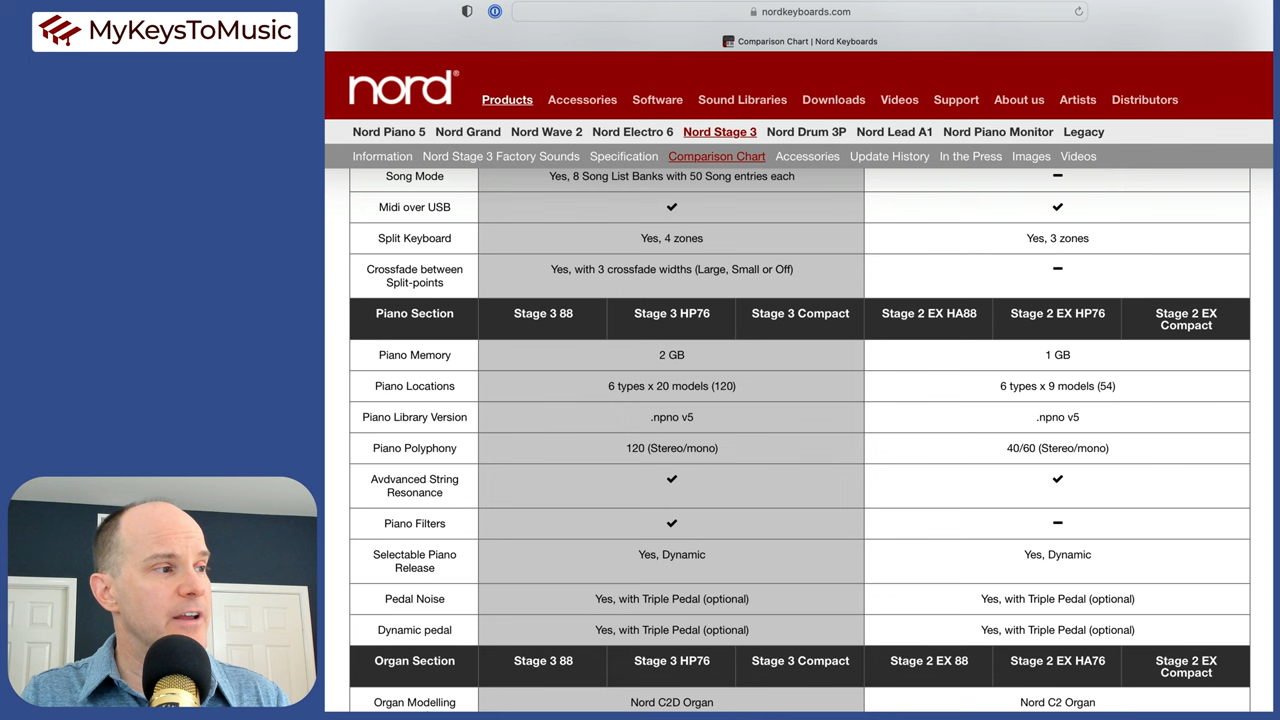 MyKeysToMusic
nordkeyboards.com
Comparison Chart | Nord Keyboards
nord®
Products Accessories Software Sound Libraries Downloads Videos Support About us Artists Distributors
Nord Piano 5 Nord Grand Nord Wave 2 Nord Electro 6 Nord Stage 3 Nord Drum 3P Nord Lead A1 Nord Piano Monitor Legacy
Information Nord Stage 3 Factory Sounds Specification Comparison Chart Accessories Update History In the Press Images Videos
Song Mode Yes, 8 Song List Banks with 50 Song entries each –
Midi over USB ✓ ✓
Split Keyboard Yes, 4 zones Yes, 3 zones
Crossfade between
Split-points Yes, with 3 crossfade widths (Large, Small or Off) –
Piano Section Stage 3 88 Stage 3 HP76 Stage 3 Compact Stage 2 EX HA88 Stage 2 EX HP76 Stage 2 EX
Compact
Piano Memory 2 GB 1 GB
Piano Locations 6 types x 20 models (120) 6 types x 9 models (54)
Piano Library Version .npno v5 .npno v5
Piano Polyphony 120 (Stereo/mono) 40/60 (Stereo/mono)
Avdvanced String
Resonance ✓ ✓
Piano Filters ✓ –
Selectable Piano
Release Yes, Dynamic Yes, Dynamic
Pedal Noise Yes, with Triple Pedal (optional) Yes, with Triple Pedal (optional)
Dynamic pedal Yes, with Triple Pedal (optional) Yes, with Triple Pedal (optional)
Organ Section Stage 3 88 Stage 3 HP76 Stage 3 Compact Stage 2 EX 88 Stage 2 EX HA76 Stage 2 EX
Compact
Organ Modelling Nord C2D Organ Nord C2 Organ